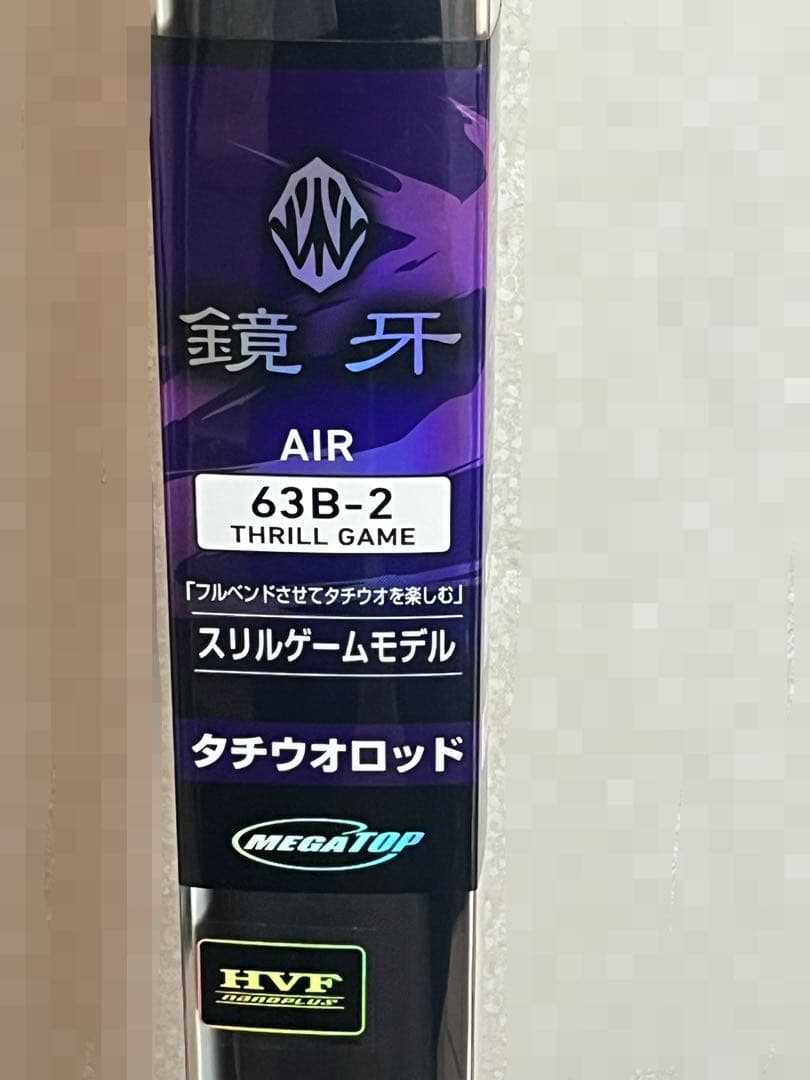 鏡牙
AIR
63B-2
THRILL GAME
「フルベンドさせてタチウオを楽しむ」
スリルゲームモデル
タチウオロッド
MEGATOP
HVF
nanoplus